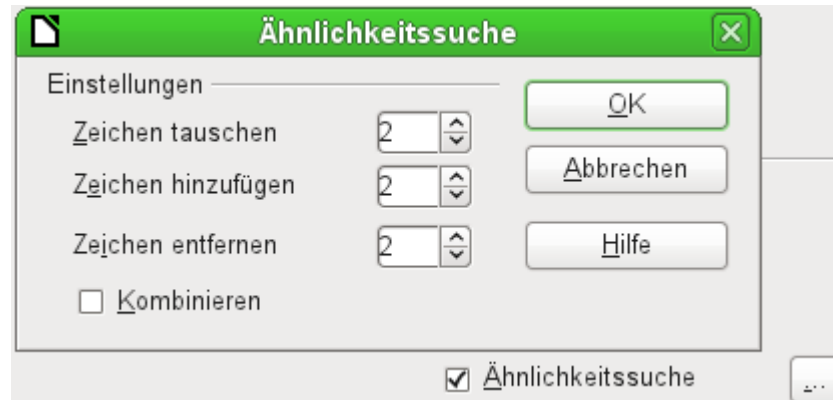 Ähnlichkeitssuche
Einstellungen
OK
Zeichen tauschen 2
Abbrechen
Zeichen hinzufügen 2
Zeichen entfernen 2
Hilfe
Kombinieren
Ähnlichkeitssuche
...